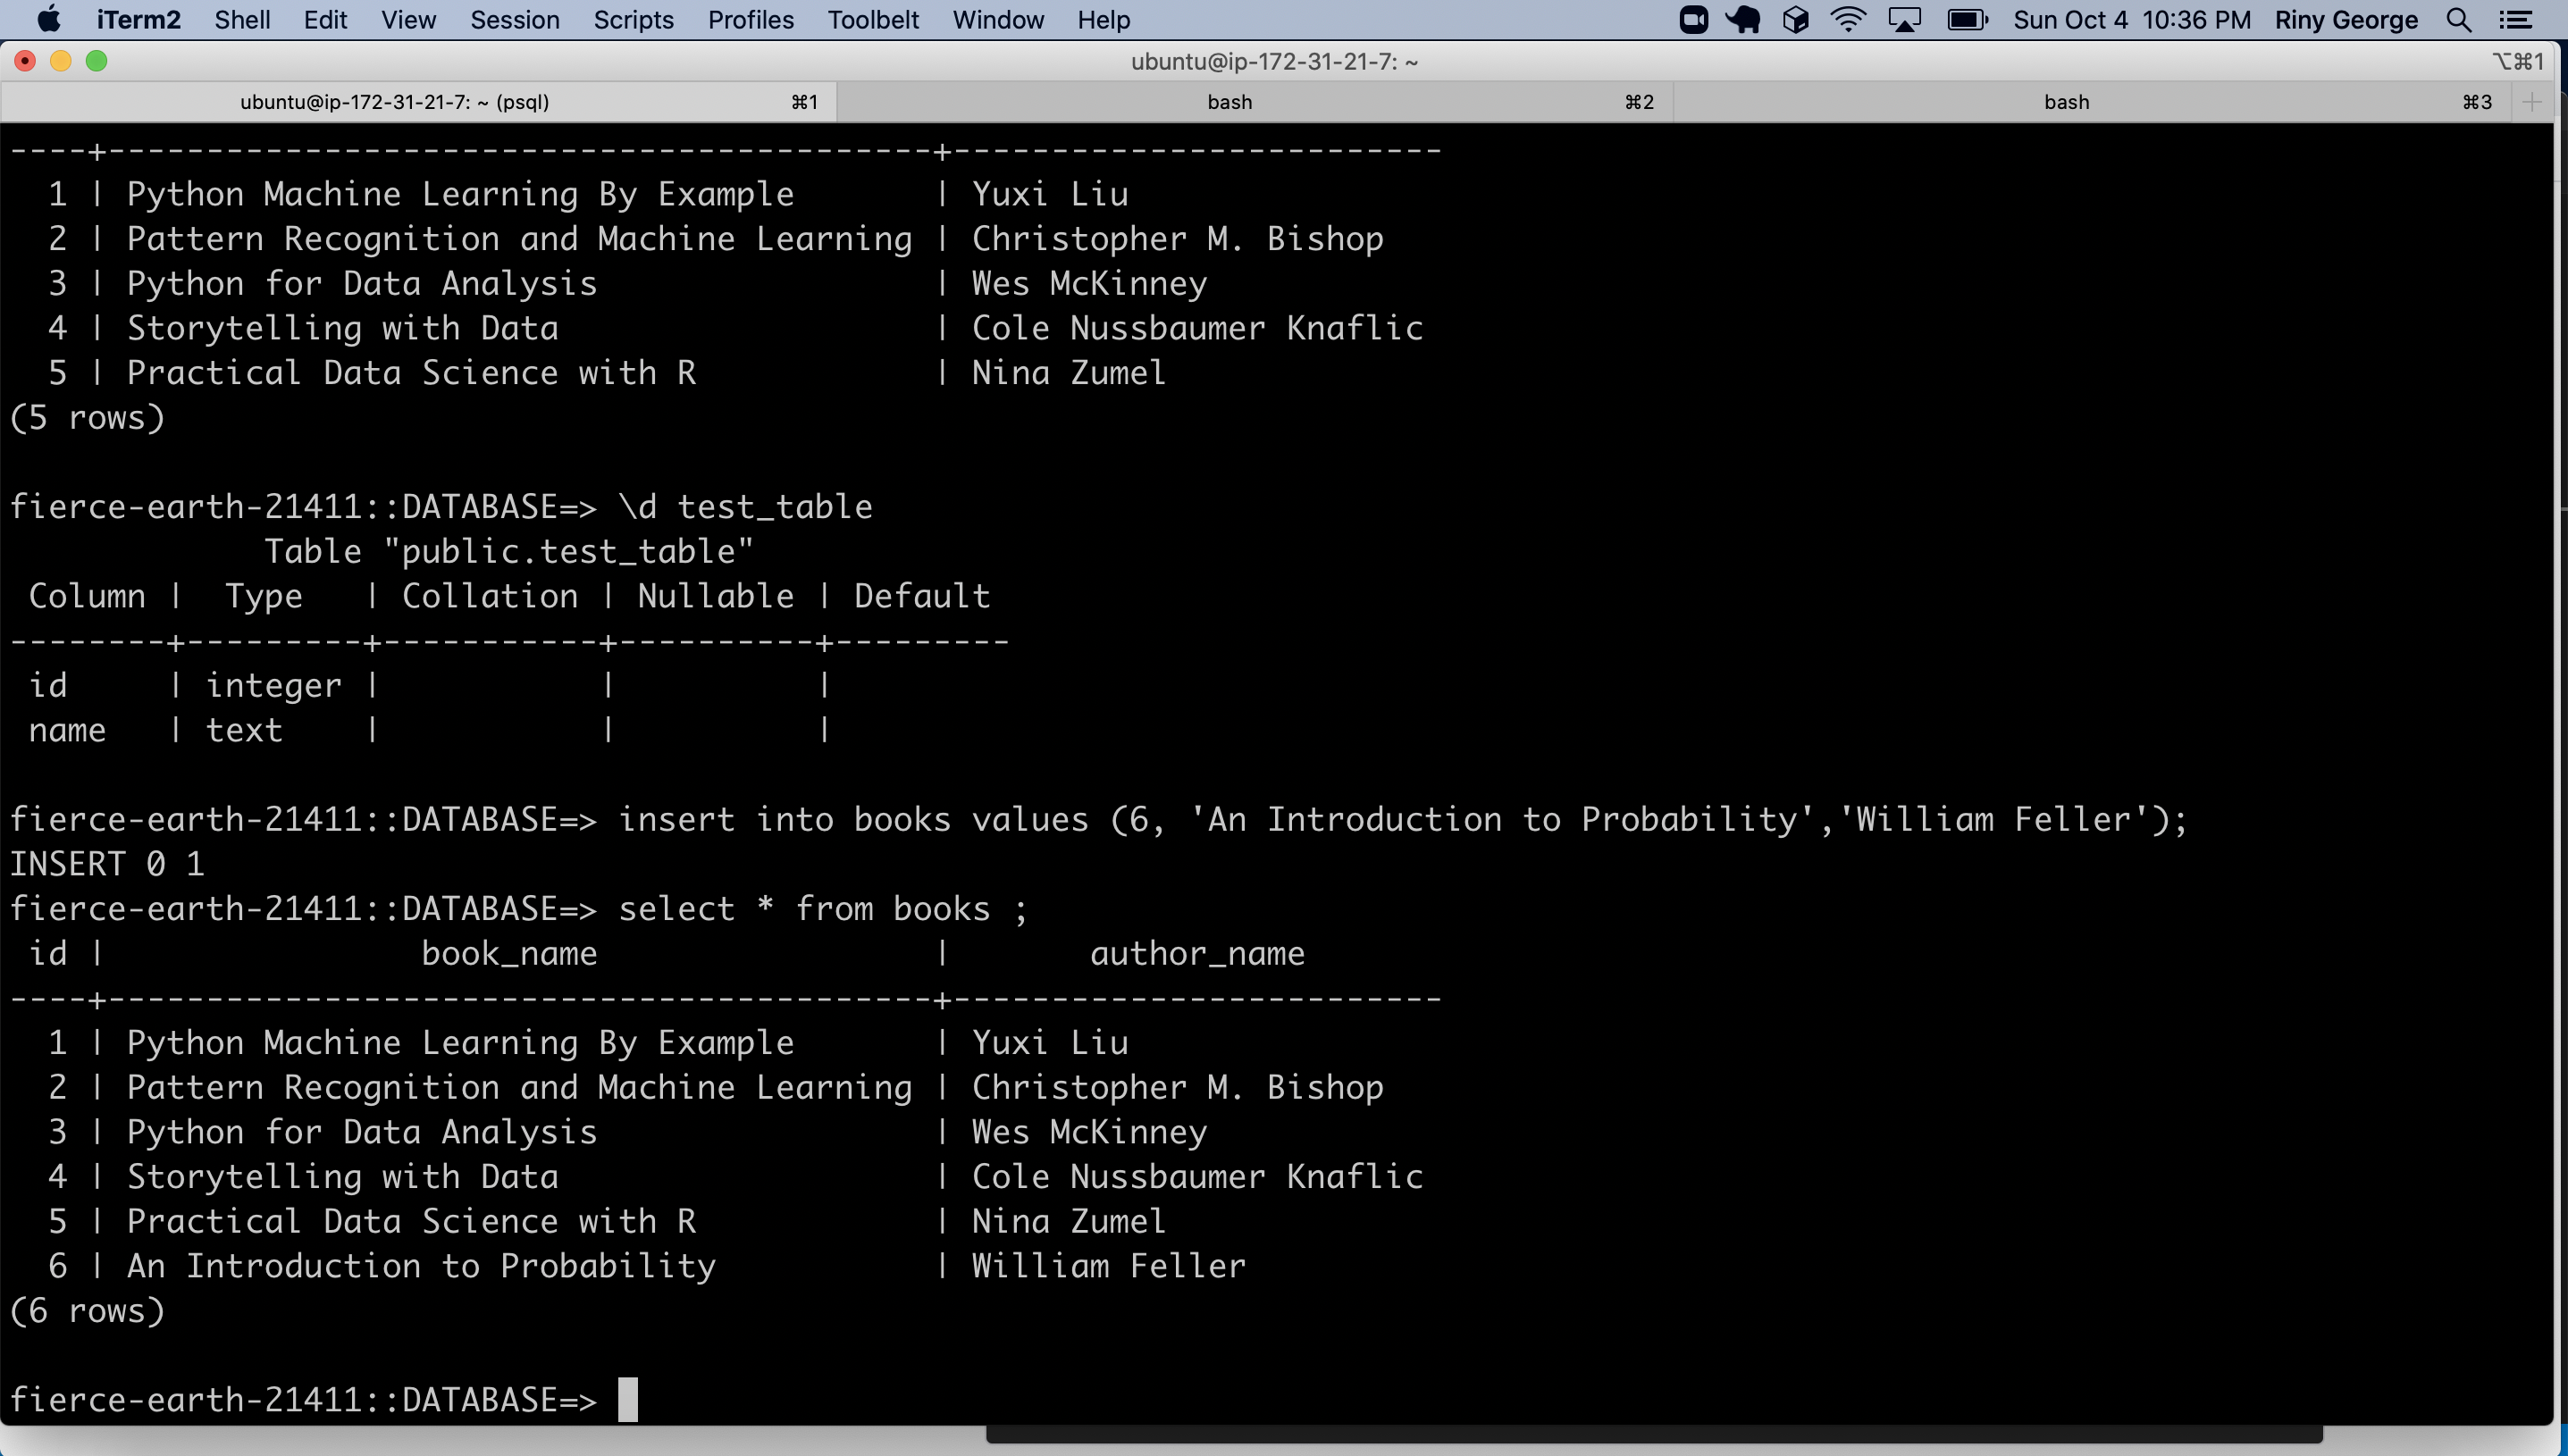 iTerm2 Shell Edit View Session Scripts Profiles Toolbelt Window Help Sun Oct 4 10:36 PM Riny George
ubuntu@ip-172-31-21-7: ~ ⌥⌘1
ubuntu@ip-172-31-21-7: ~ (psql) ⌘1 bash ⌘2 bash ⌘3
----+------------------------------------------+-------------------------
  1 | Python Machine Learning By Example       | Yuxi Liu
  2 | Pattern Recognition and Machine Learning | Christopher M. Bishop
  3 | Python for Data Analysis                 | Wes McKinney
  4 | Storytelling with Data                   | Cole Nussbaumer Knaflic
  5 | Practical Data Science with R            | Nina Zumel
(5 rows)
fierce-earth-21411::DATABASE=> \d test_table
             Table "public.test_table"
 Column |  Type   | Collation | Nullable | Default
--------+---------+-----------+----------+---------
 id     | integer |           |          |
 name   | text    |           |          |
fierce-earth-21411::DATABASE=> insert into books values (6, 'An Introduction to Probability','William Feller');
INSERT 0 1
fierce-earth-21411::DATABASE=> select * from books ;
 id |                book_name                 |       author_name
----+------------------------------------------+-------------------------
  1 | Python Machine Learning By Example       | Yuxi Liu
  2 | Pattern Recognition and Machine Learning | Christopher M. Bishop
  3 | Python for Data Analysis                 | Wes McKinney
  4 | Storytelling with Data                   | Cole Nussbaumer Knaflic
  5 | Practical Data Science with R            | Nina Zumel
  6 | An Introduction to Probability           | William Feller
(6 rows)
fierce-earth-21411::DATABASE=>